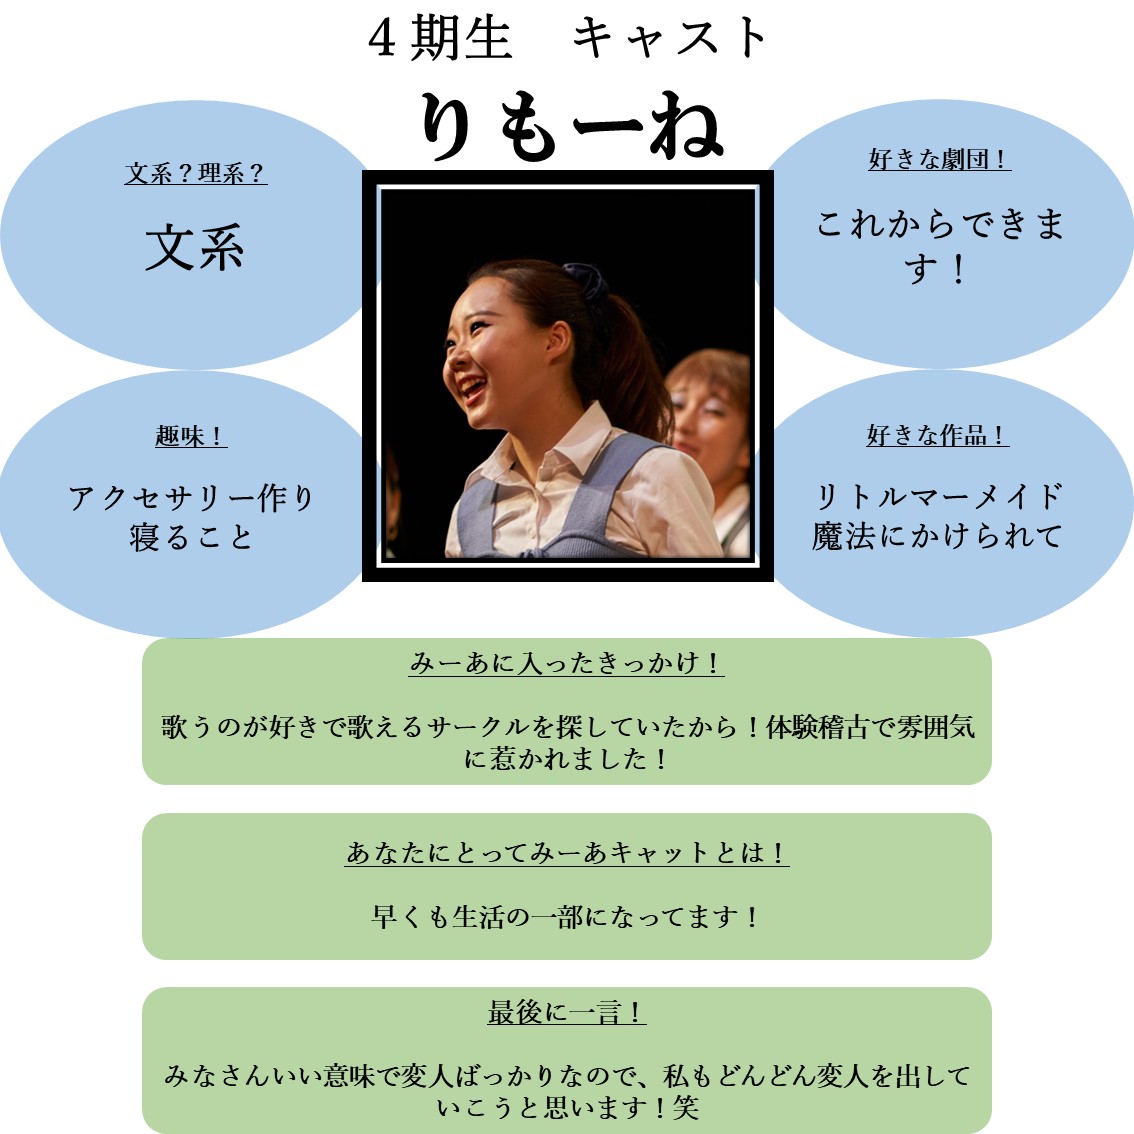 ４期生　キャスト
りもーね
文系？理系？
文系
好きな劇団！
これからできま
す！
趣味！
アクセサリー作り
寝ること
好きな作品！
リトルマーメイド
魔法にかけられて
みーあに入ったきっかけ！
歌うのが好きで歌えるサークルを探していたから！体験稽古で雰囲気
に惹かれました！
あなたにとってみーあキャットとは！
早くも生活の一部になってます！
最後に一言！
みなさんいい意味で変人ばっかりなので、私もどんどん変人を出して
いこうと思います！笑